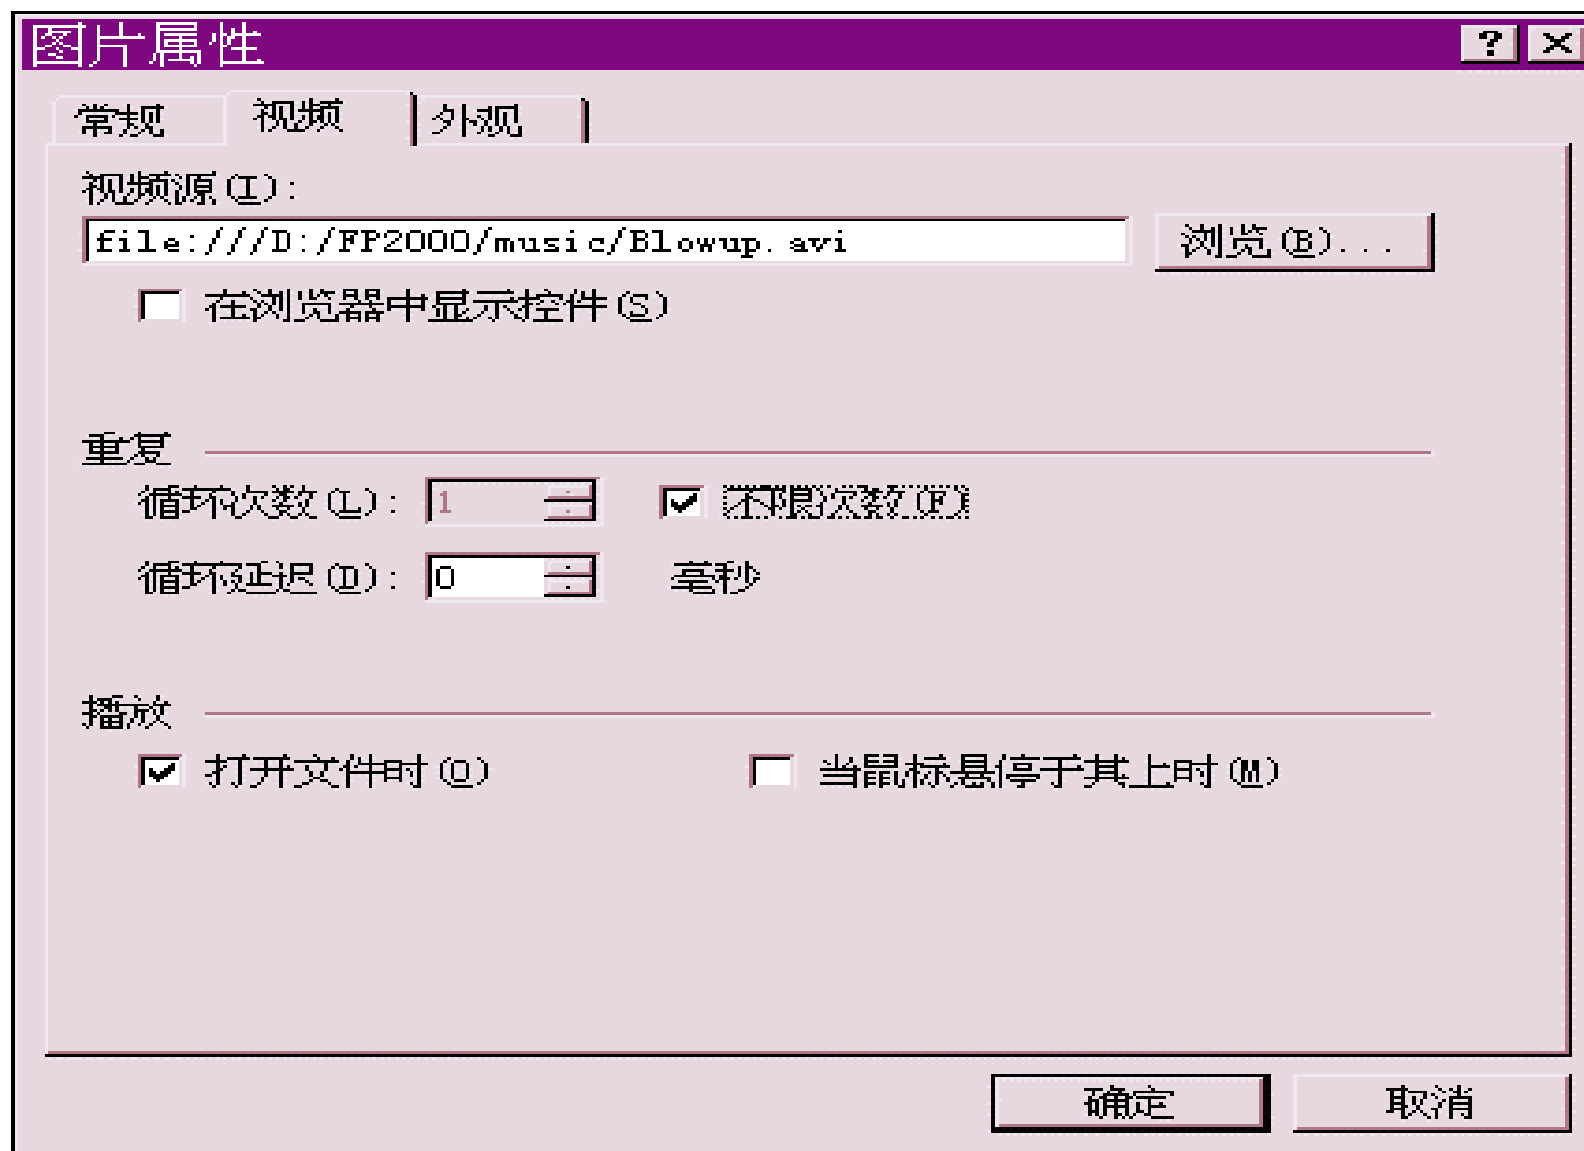 图片属性 ? ×
常规 视频 外观
视频源(I):
file:///D:/FP2000/music/Blowup.avi 浏览(B)...
在浏览器中显示控件(S)
重复
循环次数(L): 1 不限次数(F)
循环延迟(D): 0 毫秒
播放
打开文件时(O) 当鼠标悬停于其上时(M)
确定 取消